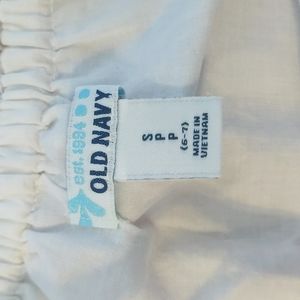 est. 1994
OLD NAVY
S
P
P
(6-7)
MADE IN
VIETNAM